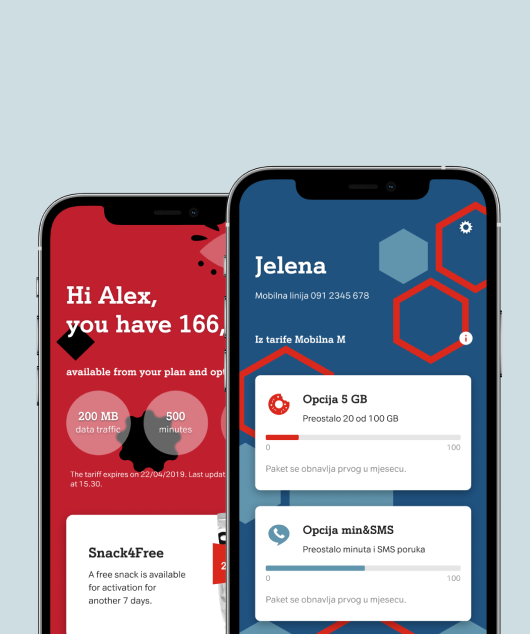 Hi Alex,
you have 166,
available from your plan and opt
200 MB
data traffic
500
minutes
The tariff expires on 22/04/2019. Last updat
at 15.30.
Snack4Free
A free snack is available
for activation for
another 7 days.
2
Jelena
Mobilna linija 091 2345 678
Iz tarife Mobilna M
i
Opcija 5 GB
Preostalo 20 od 100 GB
0
100
Paket se obnavlja prvog u mjesecu.
Opcija min&SMS
Preostalo minuta i SMS poruka
0
100
Paket se obnavlja prvog u mjesecu.